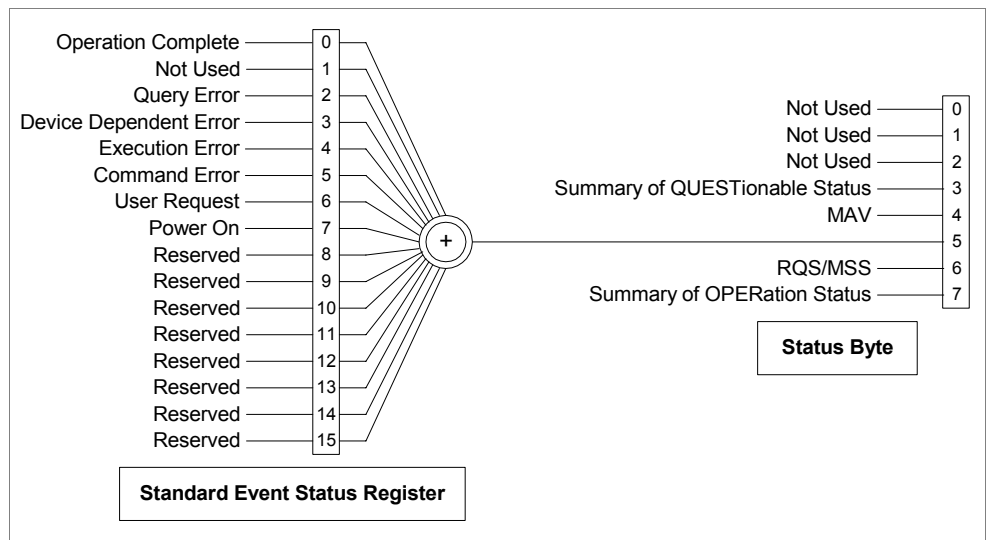 Operation Complete 0
Not Used 1
Query Error 2
Device Dependent Error 3
Execution Error 4
Command Error 5
User Request 6
Power On 7
Reserved 8
Reserved 9
Reserved 10
Reserved 11
Reserved 12
Reserved 13
Reserved 14
Reserved 15
Standard Event Status Register
+
Not Used 0
Not Used 1
Not Used 2
Summary of QUESTionable Status 3
MAV 4
5
RQS/MSS 6
Summary of OPERation Status 7
Status Byte